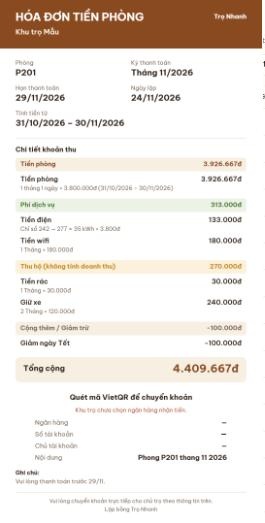 HÓA ĐƠN TIỀN PHÒNG
Trọ Nhanh
Khu trọ Mẫu
Phòng
Kỳ thanh toán
P201
Tháng 11/2026
Hạn thanh toán
Ngày lập
29/11/2026
24/11/2026
Tính tiền từ
31/10/2026 – 30/11/2026
Chi tiết khoản thu
Tiền phòng 3.926.667đ
Tiền phòng 3.926.667đ
1 tháng 1 ngày × 3.800.000đ (31/10/2026 – 30/11/2026)
Phí dịch vụ 313.000đ
Tiền điện 133.000đ
Chỉ số 242 → 277 = 35 kWh × 3.800đ
Tiền wifi 180.000đ
1 Tháng × 180.000đ
Thu hộ (không tính doanh thu) 270.000đ
Tiền rác 30.000đ
1 Tháng × 30.000đ
Giữ xe 240.000đ
2 Tháng × 120.000đ
Cộng thêm / Giảm trừ -100.000đ
Giảm ngày Tết -100.000đ
Tổng cộng 4.409.667đ
Quét mã VietQR để chuyển khoản
Khu trọ chưa chọn ngân hàng nhận tiền.
Ngân hàng –
Số tài khoản –
Chủ tài khoản –
Nội dung Phong P201 thang 11 2026
Ghi chú:
Vui lòng thanh toán trước 29/11.
Vui lòng chuyển khoản trực tiếp cho chủ trọ theo thông tin trên.
Lập bằng Trọ Nhanh